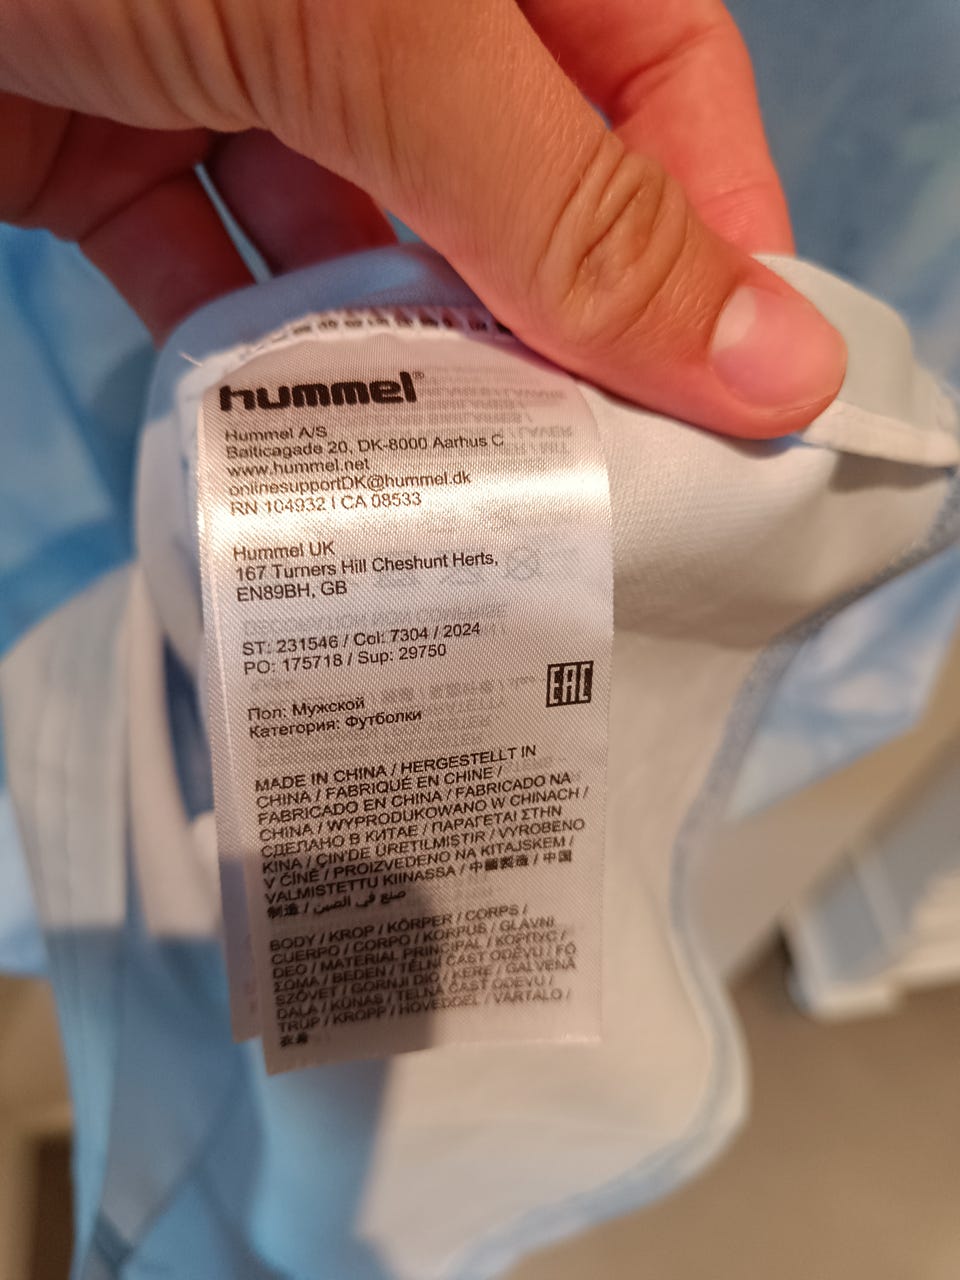 hummel®
Hummel A/S
Balticagade 20, DK-8000 Aarhus C
www.hummel.net
onlinesupportDK@hummel.dk
RN 104932 I CA 08533
Hummel UK
167 Turners Hill Cheshunt Herts,
EN89BH, GB
ST: 231546 / Col: 7304 / 2024
PO: 175718 / Sup: 29750
EAC
Пол: Мужской
Категория: Футболки
MADE IN CHINA / HERGESTELLT IN
CHINA / FABRIQUÉ EN CHINE /
FABRICADO EN CHINA / FABRICADO NA
CHINA / WYPRODUKOWANO W CHINACH /
СДЕЛАНО В КИТАЕ / ΠΑΡΑΓΕΤΑΙ ΣΤΗΝ
KINA / ÇIN'DE ÜRETILMISTIR / VYROBENO
V ČÍNĚ / PROIZVEDENO NA KITAJSKEM /
VALMISTETTU KIINASSA / 中國製造 / 中国
制造 / صنع في الصين
BODY / KROP / KÖRPER / CORPS /
CUERPO / CORPO / KORPUS / GLAVNI
DEO / MATERIAL PRINCIPAL / КОРПУС /
ΣΩΜΑ / BEDEN / TĚLNÍ ČÁST ODĚVU / FŐ
SZÖVET / GORNJI DIO / KERE / GALVENĀ
DAĻA / KŪNAS / TELNÁ ČASŤ ODEVU /
TRUP / KROPP / HOVEDDEL / VARTALO /
衣身